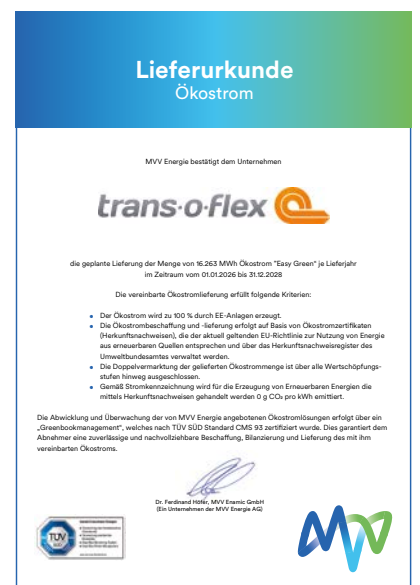 Lieferurkunde
Ökostrom
MVV Energie bestätigt dem Unternehmen
trans·o·flex
die geplante Lieferung der Menge von 16.263 MWh Ökostrom "Easy Green" je Lieferjahr
im Zeitraum vom 01.01.2026 bis 31.12.2028
Die vereinbarte Ökostromlieferung erfüllt folgende Kriterien:
• Der Ökostrom wird zu 100 % durch EE-Anlagen erzeugt.
• Die Ökostrombeschaffung und -lieferung erfolgt auf Basis von Ökostromzertifikaten
(Herkunftsnachweisen), die der aktuell geltenden EU-Richtlinie zur Nutzung von Energie
aus erneuerbaren Quellen entsprechen und über das Herkunftsnachweisregister des
Umweltbundesamtes verwaltet werden.
• Die Doppelvermarktung der gelieferten Ökostrommenge ist über alle Wertschöpfungs-
stufen hinweg ausgeschlossen.
• Gemäß Stromkennzeichnung wird für die Erzeugung von Erneuerbaren Energien die
mittels Herkunftsnachweisen gehandelt werden 0 g CO₂ pro kWh emittiert.
Die Abwicklung und Überwachung der von MVV Energie angebotenen Ökostromlösungen erfolgt über ein
„Greenbookmanagement", welches nach TÜV SÜD Standard CMS 93 zertifiziert wurde. Dies garantiert dem
Abnehmer eine zuverlässige und nachvollziehbare Beschaffung, Bilanzierung und Lieferung des mit ihm
vereinbarten Ökostroms.
Dr. Ferdinand Höfer, MVV Enamic GmbH
(Ein Unternehmen der MVV Energie AG)
TÜV
MVV